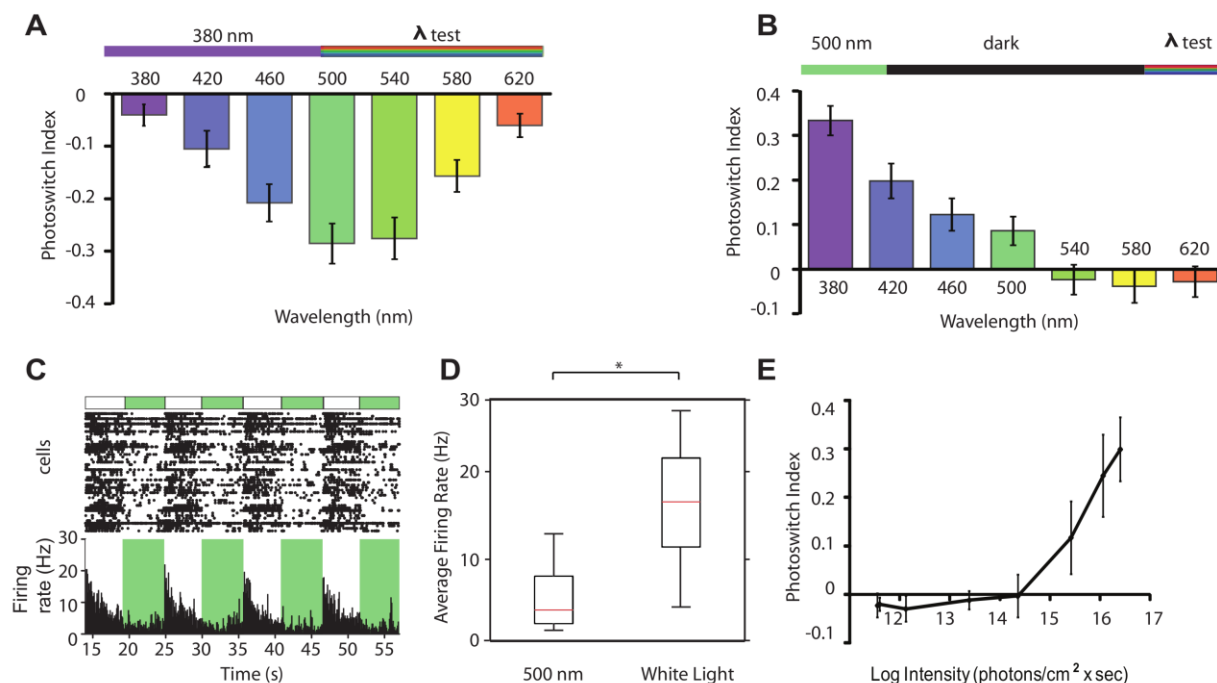 A
380 nm
λ test
380 420 460 500 540 580 620
0
-0.1
-0.2
-0.3
-0.4
Photoswitch Index
Wavelength (nm)
B
500 nm
dark
λ test
0.4
0.3
0.2
0.1
0
-0.1
Photoswitch Index
540 580 620
380 420 460 500
Wavelength (nm)
C
cells
30
20
10
0
Firing
rate (Hz)
15 20 25 30 35 40 45 50 55
Time (s)
D
*
30
20
10
0
Average Firing Rate (Hz)
500 nm
White Light
E
0.4
0.3
0.2
0.1
0
-0.1
Photoswitch Index
12 13 14 15 16 17
Log Intensity (photons/cm² x sec)